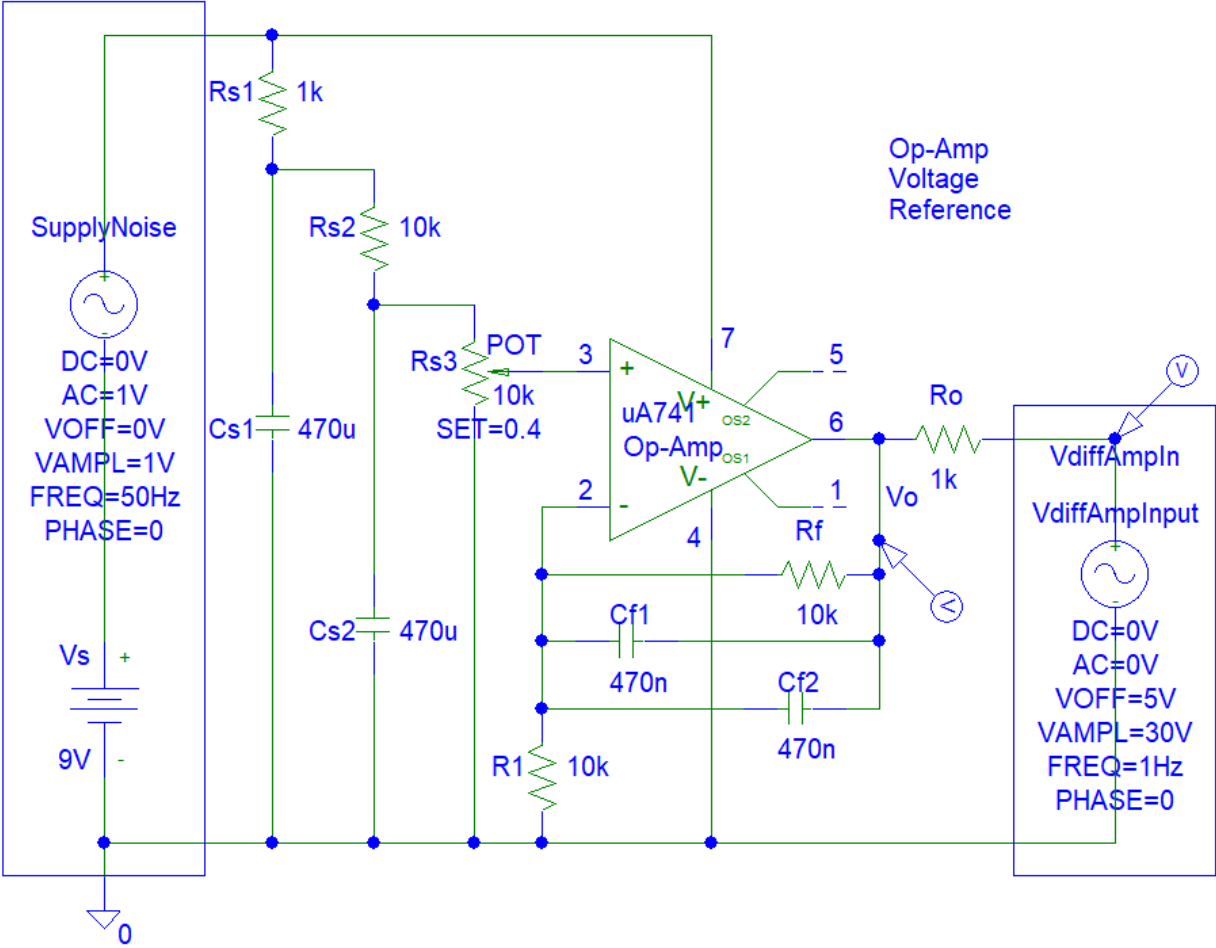 Rs1 1k
Op-Amp
Voltage
Reference
SupplyNoise
+
-
DC=0V
AC=1V
VOFF=0V
VAMPL=1V
FREQ=50Hz
PHASE=0
Rs2 10k
Rs3
POT
10k
SET=0.4
Cs1 470u
Cs2 470u
3
+
7
V+
5
OS2
uA741
Op-Amp
OS1
V-
6
2
-
4
1
Ro
1k
V
VdiffAmpIn
VdiffAmpInput
+
-
DC=0V
AC=0V
VOFF=5V
VAMPL=30V
FREQ=1Hz
PHASE=0
Vo
V
Rf
10k
Cf1
470n
Cf2
470n
R1 10k
Vs +
9V -
0